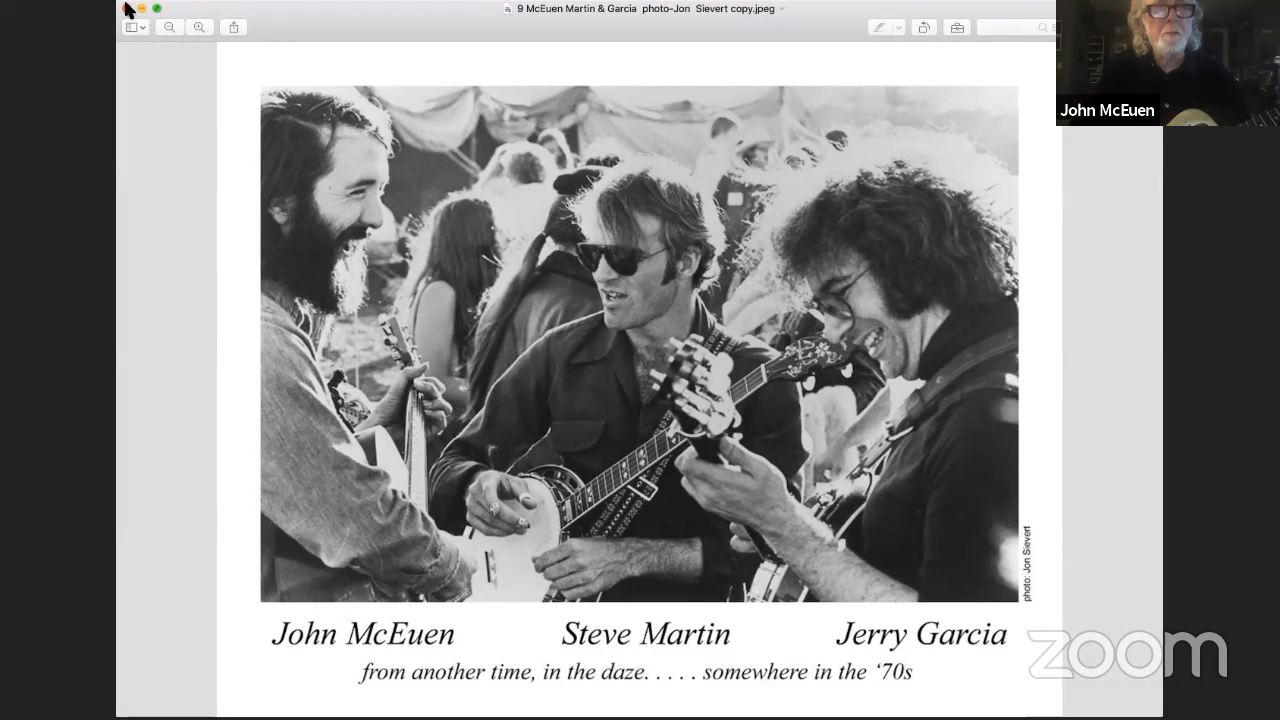 9 McEuen Martin & Garcia photo-Jon Sievert copy.jpeg
John McEuen
photo: Jon Sievert
John McEuen Steve Martin Jerry Garcia
from another time, in the daze. . . . . somewhere in the ‘70s
zoom